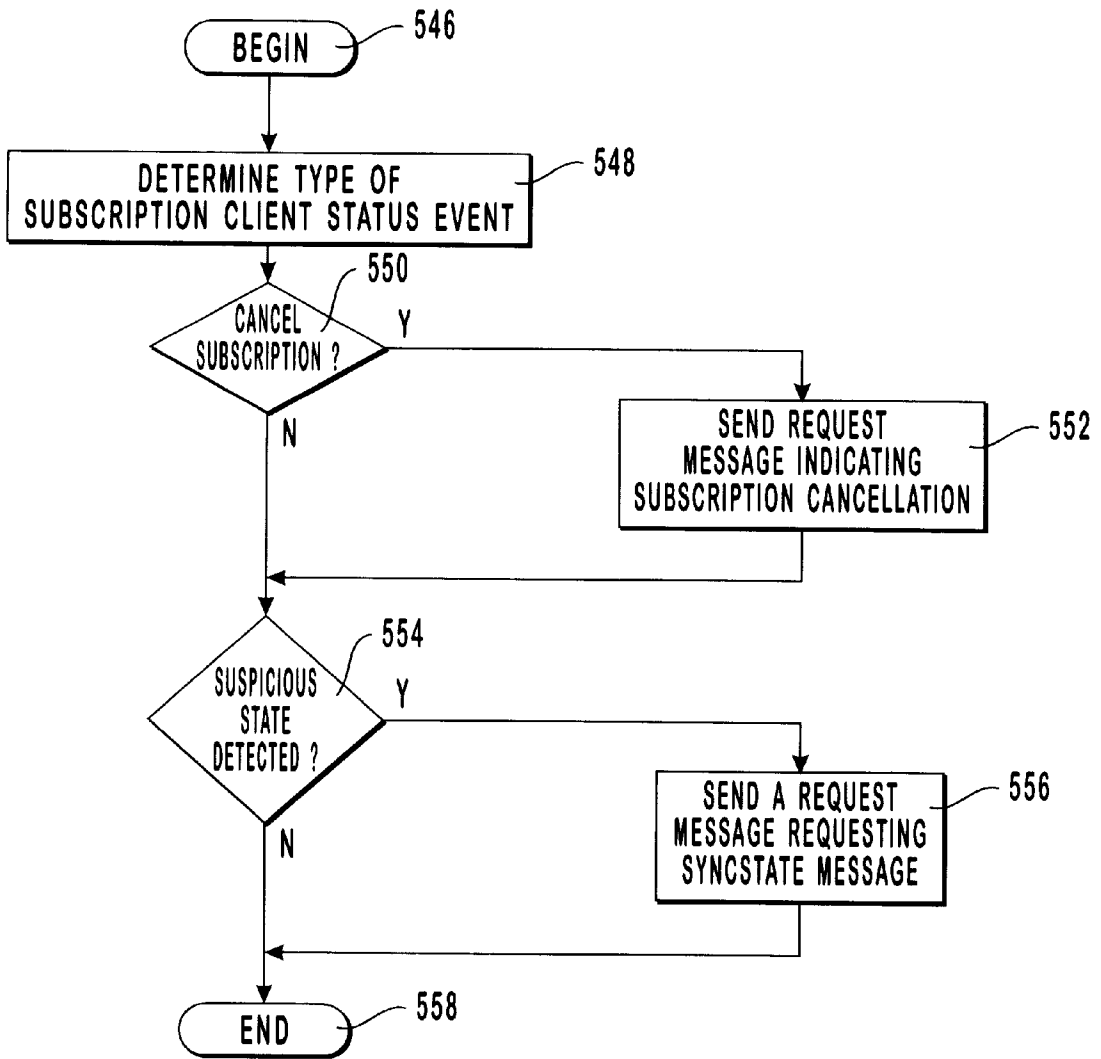 BEGIN
546
DETERMINE TYPE OF
SUBSCRIPTION CLIENT STATUS EVENT
548
550
CANCEL
SUBSCRIPTION ?
Y
N
SEND REQUEST
MESSAGE INDICATING
SUBSCRIPTION CANCELLATION
552
554
SUSPICIOUS
STATE
DETECTED ?
Y
N
SEND A REQUEST
MESSAGE REQUESTING
SYNCSTATE MESSAGE
556
END
558